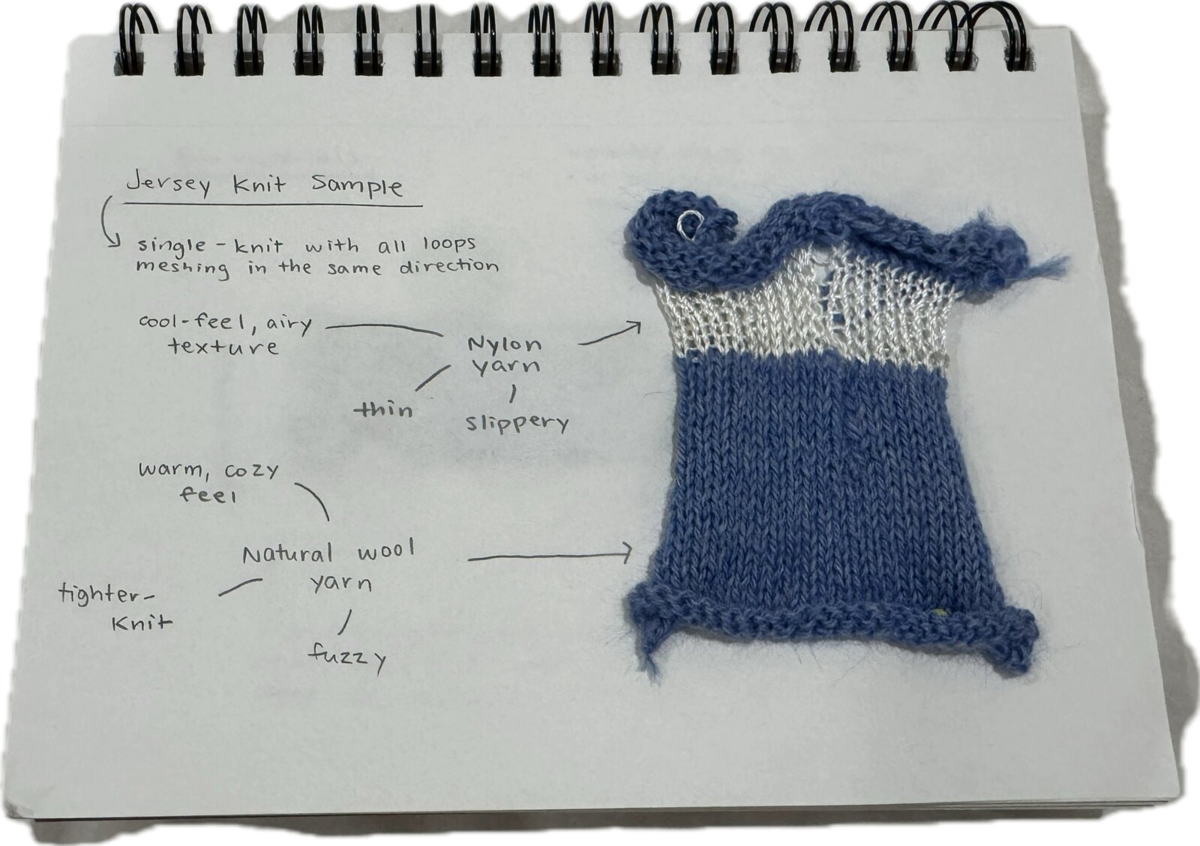 Jersey Knit Sample
single-knit with all loops
meshing in the same direction
cool-feel, airy
texture
Nylon
yarn
thin
slippery
warm, cozy
feel
Natural wool
yarn
tighter-
knit
fuzzy